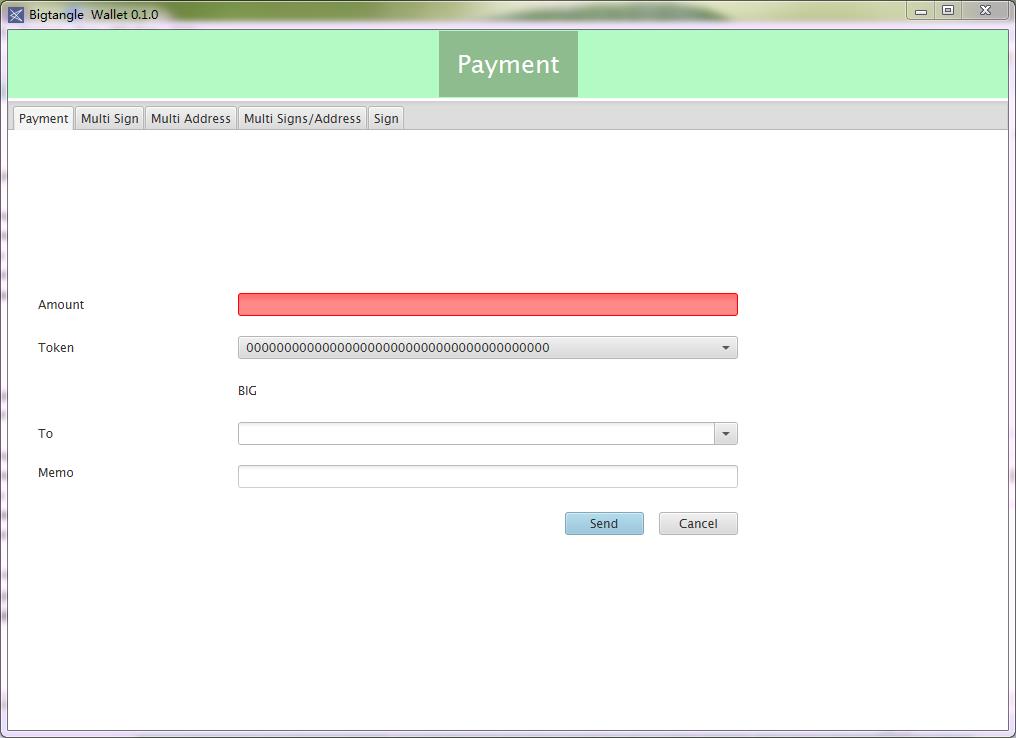 Bigtangle Wallet 0.1.0
Payment
Payment Multi Sign Multi Address Multi Signs/Address Sign
Amount
Token 0000000000000000000000000000000000000000
BIG
To
Memo
Send Cancel